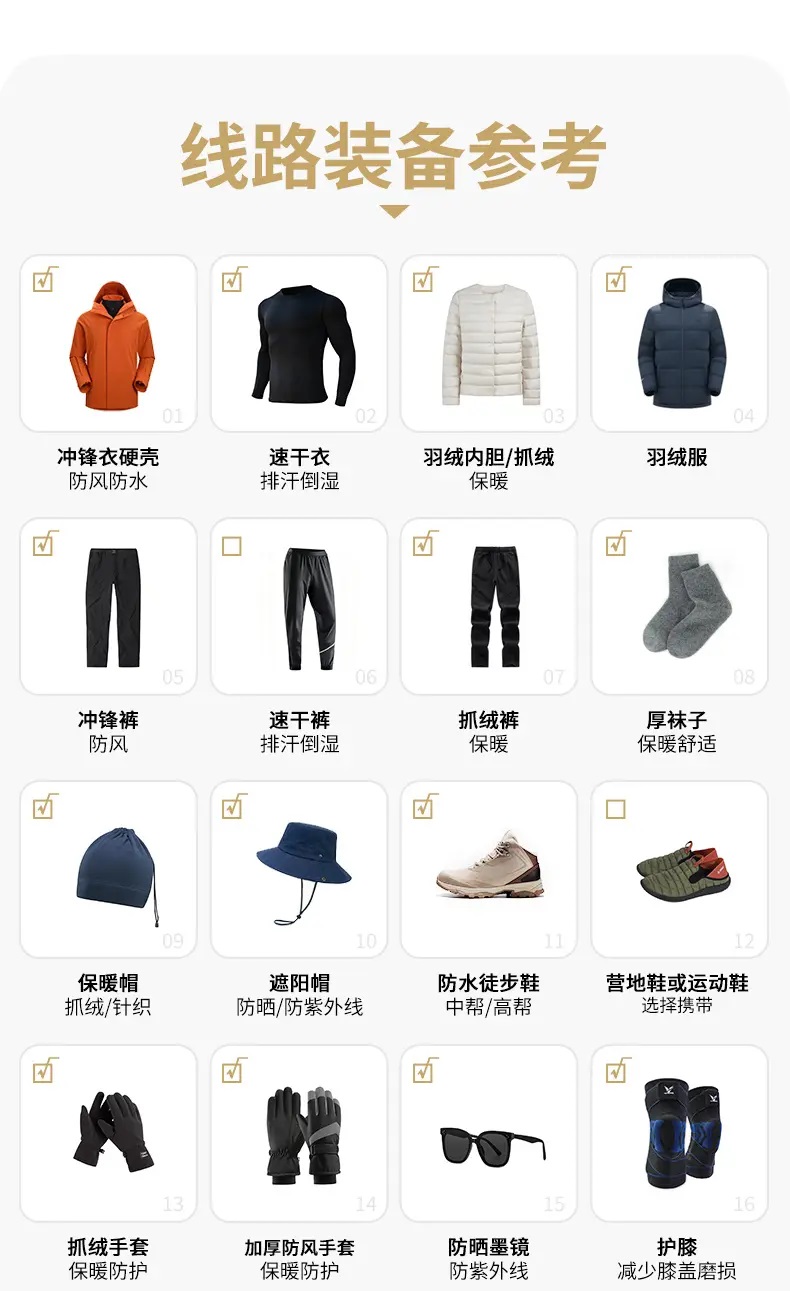 线路装备参考
01
02
03
04
冲锋衣硬壳
防风防水
速干衣
排汗倒湿
羽绒内胆/抓绒
保暖
羽绒服
05
06
07
08
冲锋裤
防风
速干裤
排汗倒湿
抓绒裤
保暖
厚袜子
保暖舒适
09
10
11
12
保暖帽
抓绒/针织
遮阳帽
防晒/防紫外线
防水徒步鞋
中帮/高帮
营地鞋或运动鞋
选择携带
13
14
15
16
抓绒手套
保暖防护
加厚防风手套
保暖防护
防晒墨镜
防紫外线
护膝
减少膝盖磨损